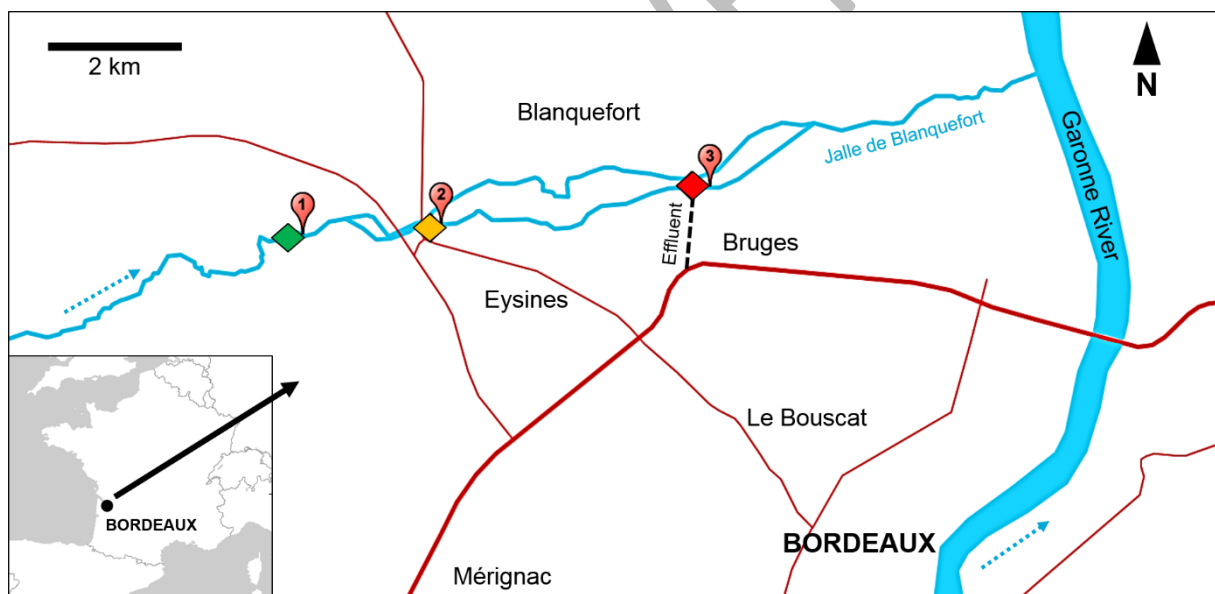 2 km
N
Blanquefort
Jalle de Blanquefort
Garonne River
3
1
2
Effluent
Bruges
Eysines
Le Bouscat
BORDEAUX
BORDEAUX
Mérignac